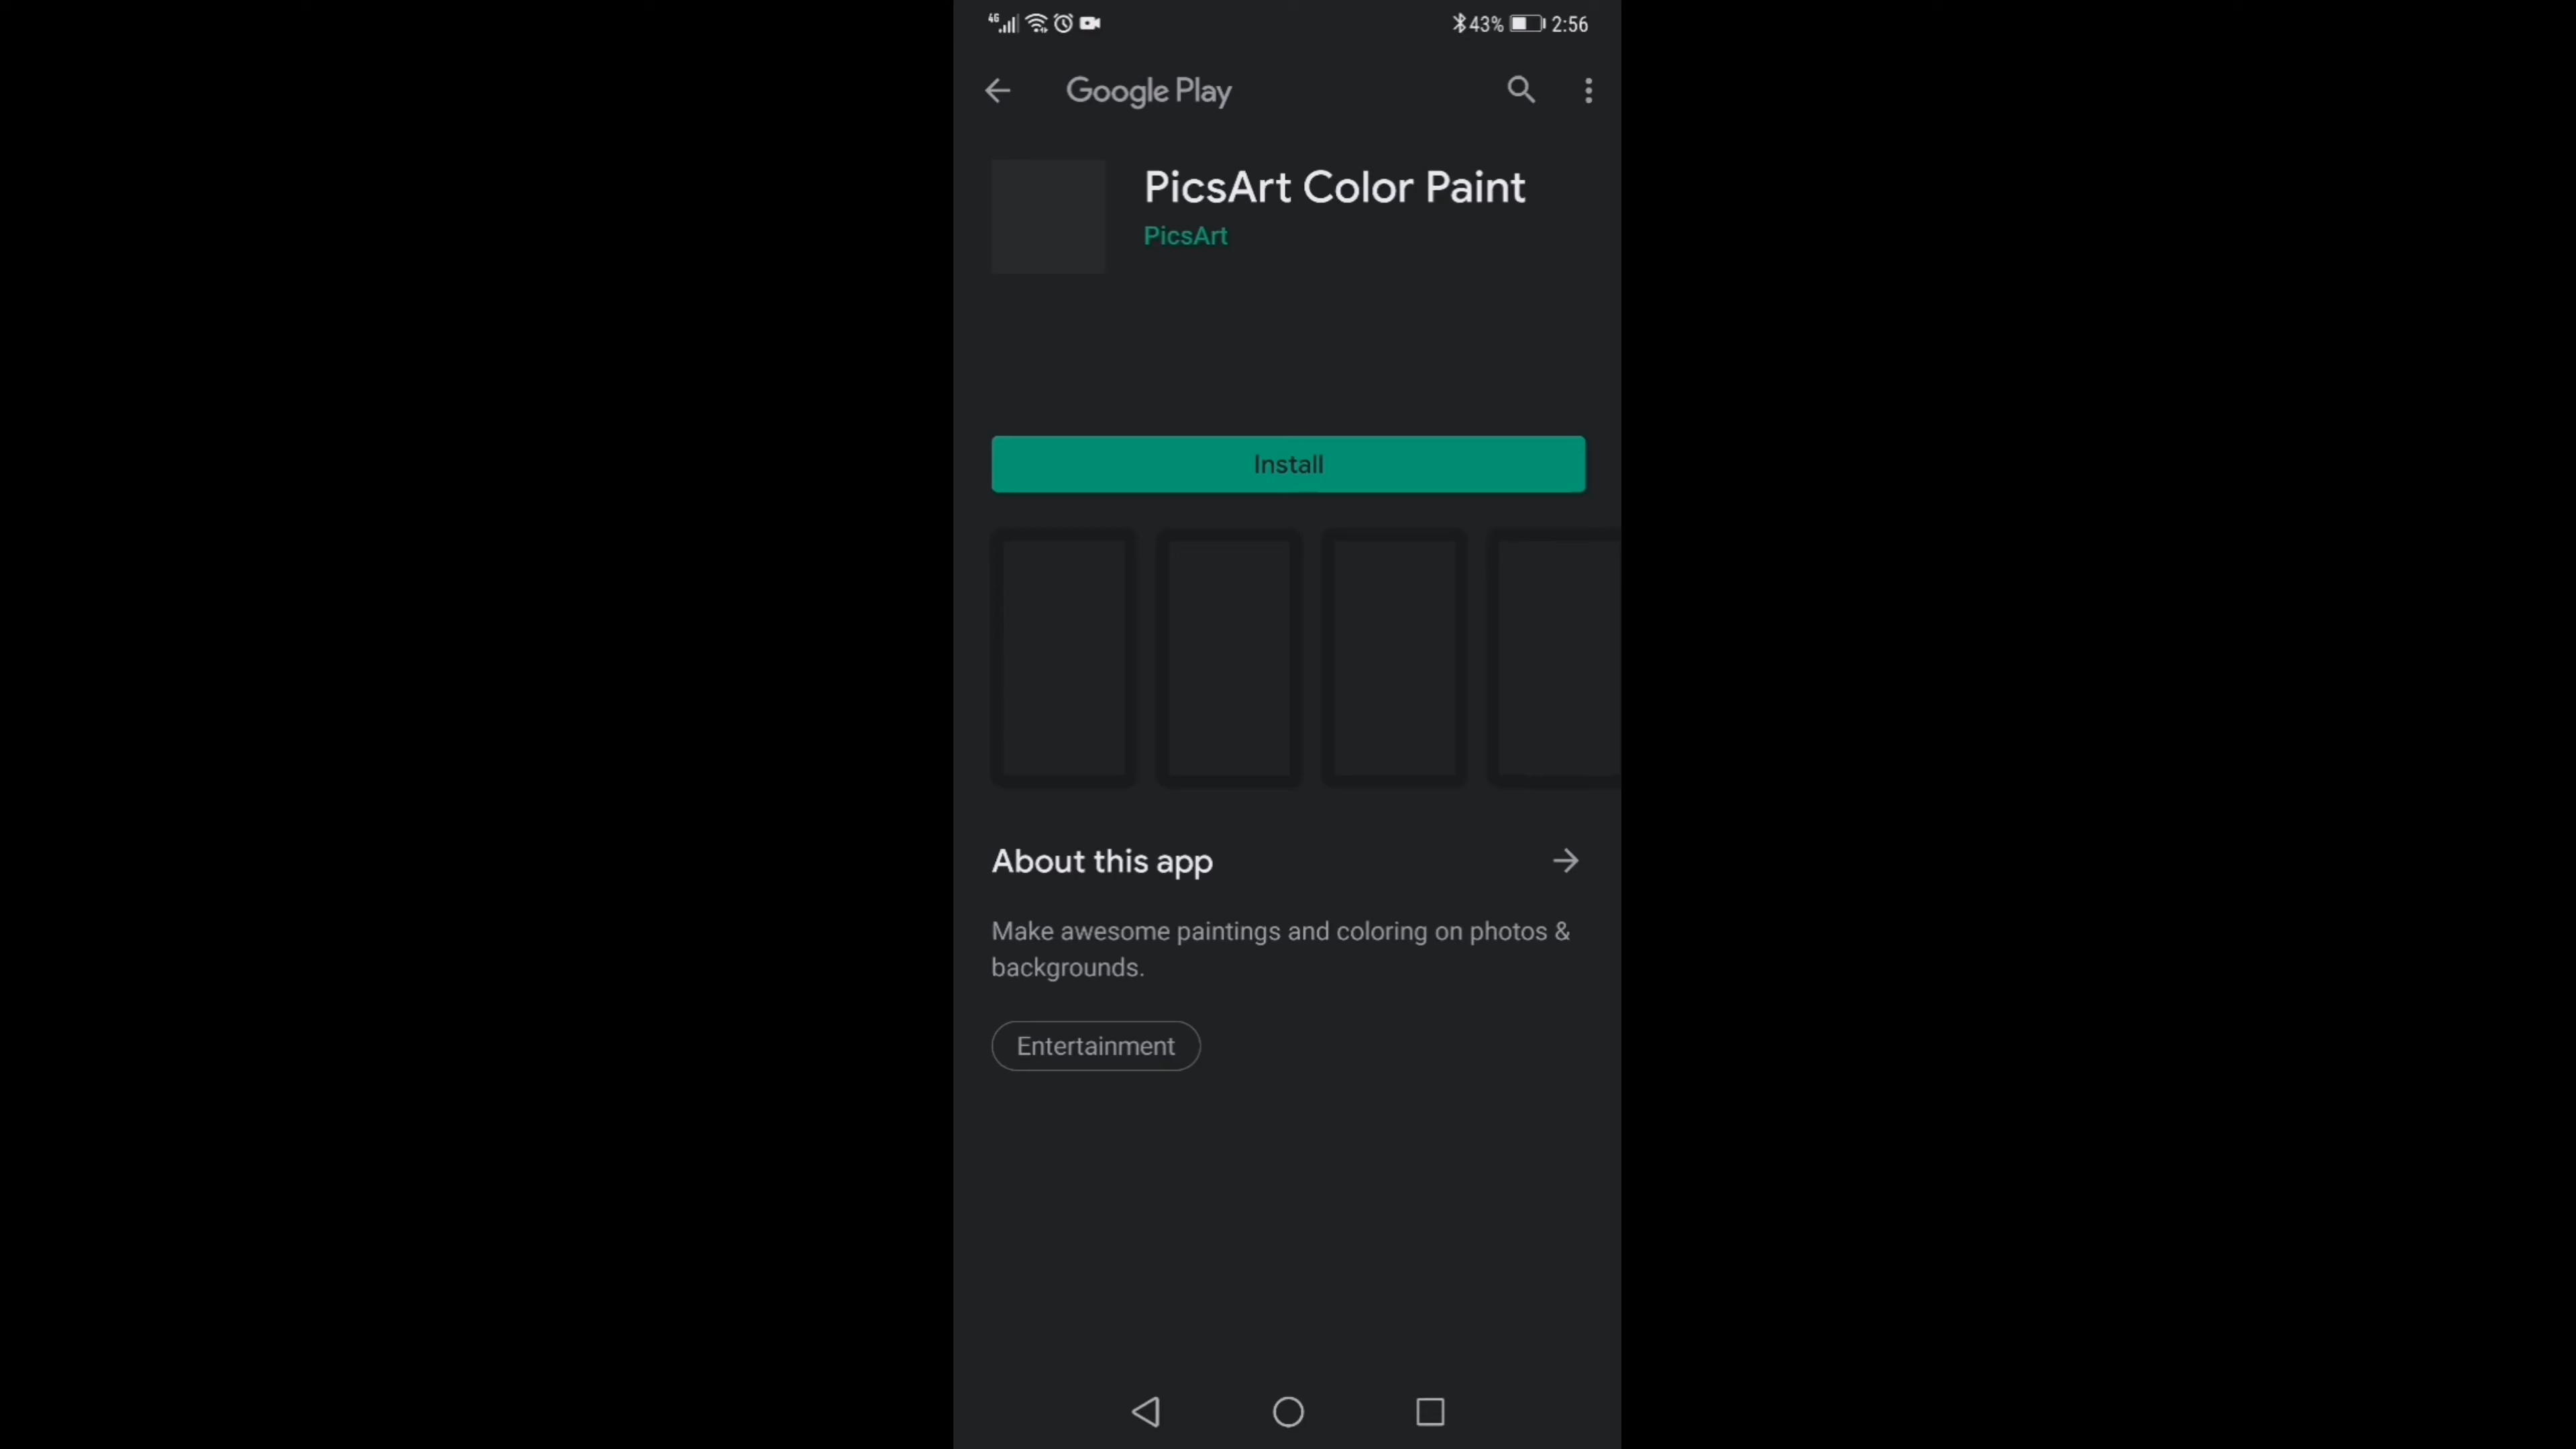 4G 43% 2:56
Google Play
PicsArt Color Paint
PicsArt
Install
About this app
Make awesome paintings and coloring on photos &
backgrounds.
Entertainment